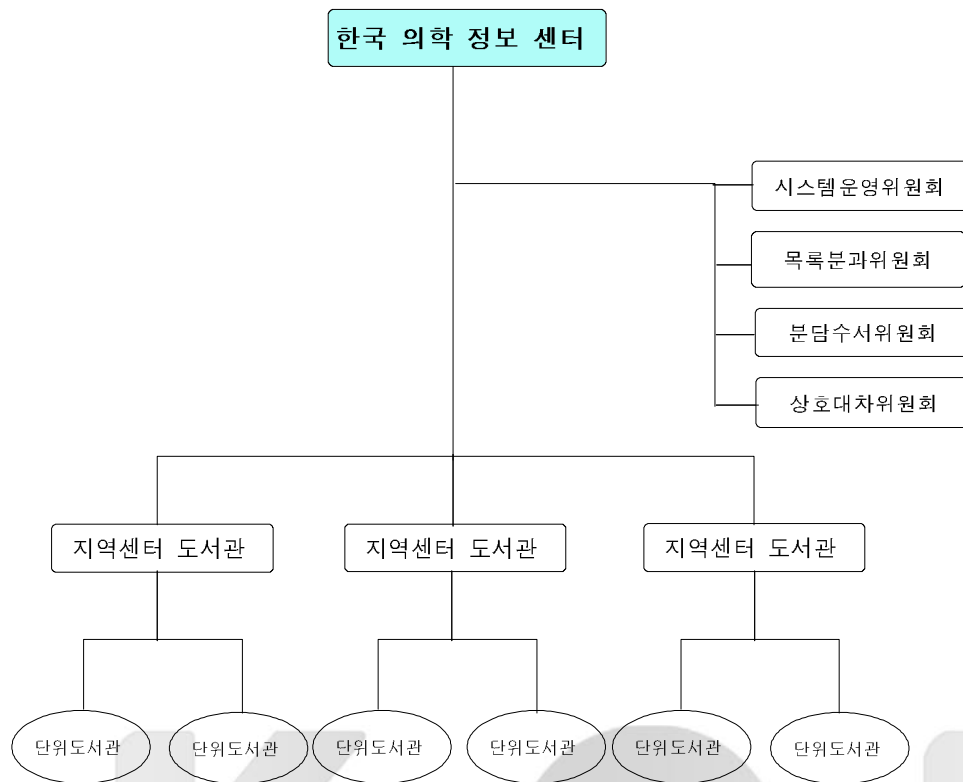 한국 의학 정보 센터
시스템운영위원회
목록분과위원회
분담수서위원회
상호대차위원회
지역센터 도서관
지역센터 도서관
지역센터 도서관
단위도서관
단위도서관
단위도서관
단위도서관
단위도서관
단위도서관